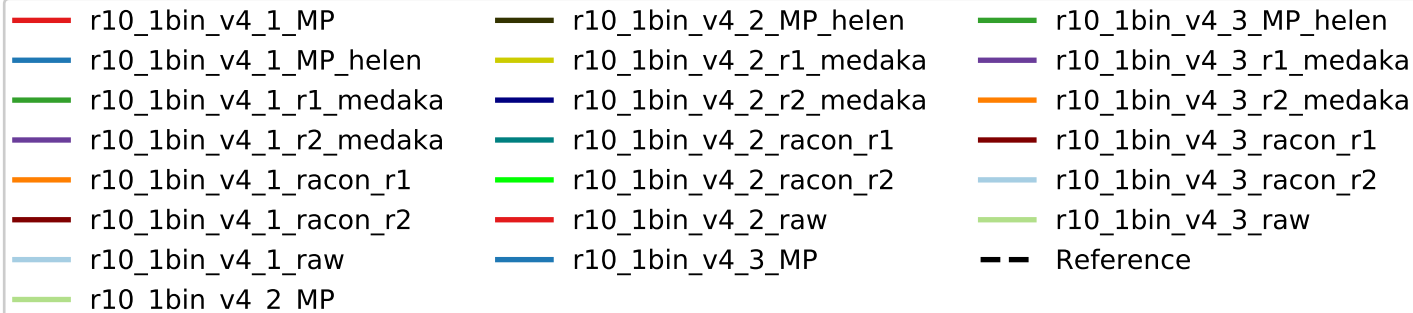 r10_1bin_v4_1_MP
r10_1bin_v4_1_MP_helen
r10_1bin_v4_1_r1_medaka
r10_1bin_v4_1_r2_medaka
r10_1bin_v4_1_racon_r1
r10_1bin_v4_1_racon_r2
r10_1bin_v4_1_raw
r10_1bin_v4_2_MP
r10_1bin_v4_2_MP_helen
r10_1bin_v4_2_r1_medaka
r10_1bin_v4_2_r2_medaka
r10_1bin_v4_2_racon_r1
r10_1bin_v4_2_racon_r2
r10_1bin_v4_2_raw
r10_1bin_v4_3_MP
r10_1bin_v4_3_MP_helen
r10_1bin_v4_3_r1_medaka
r10_1bin_v4_3_r2_medaka
r10_1bin_v4_3_racon_r1
r10_1bin_v4_3_racon_r2
r10_1bin_v4_3_raw
Reference